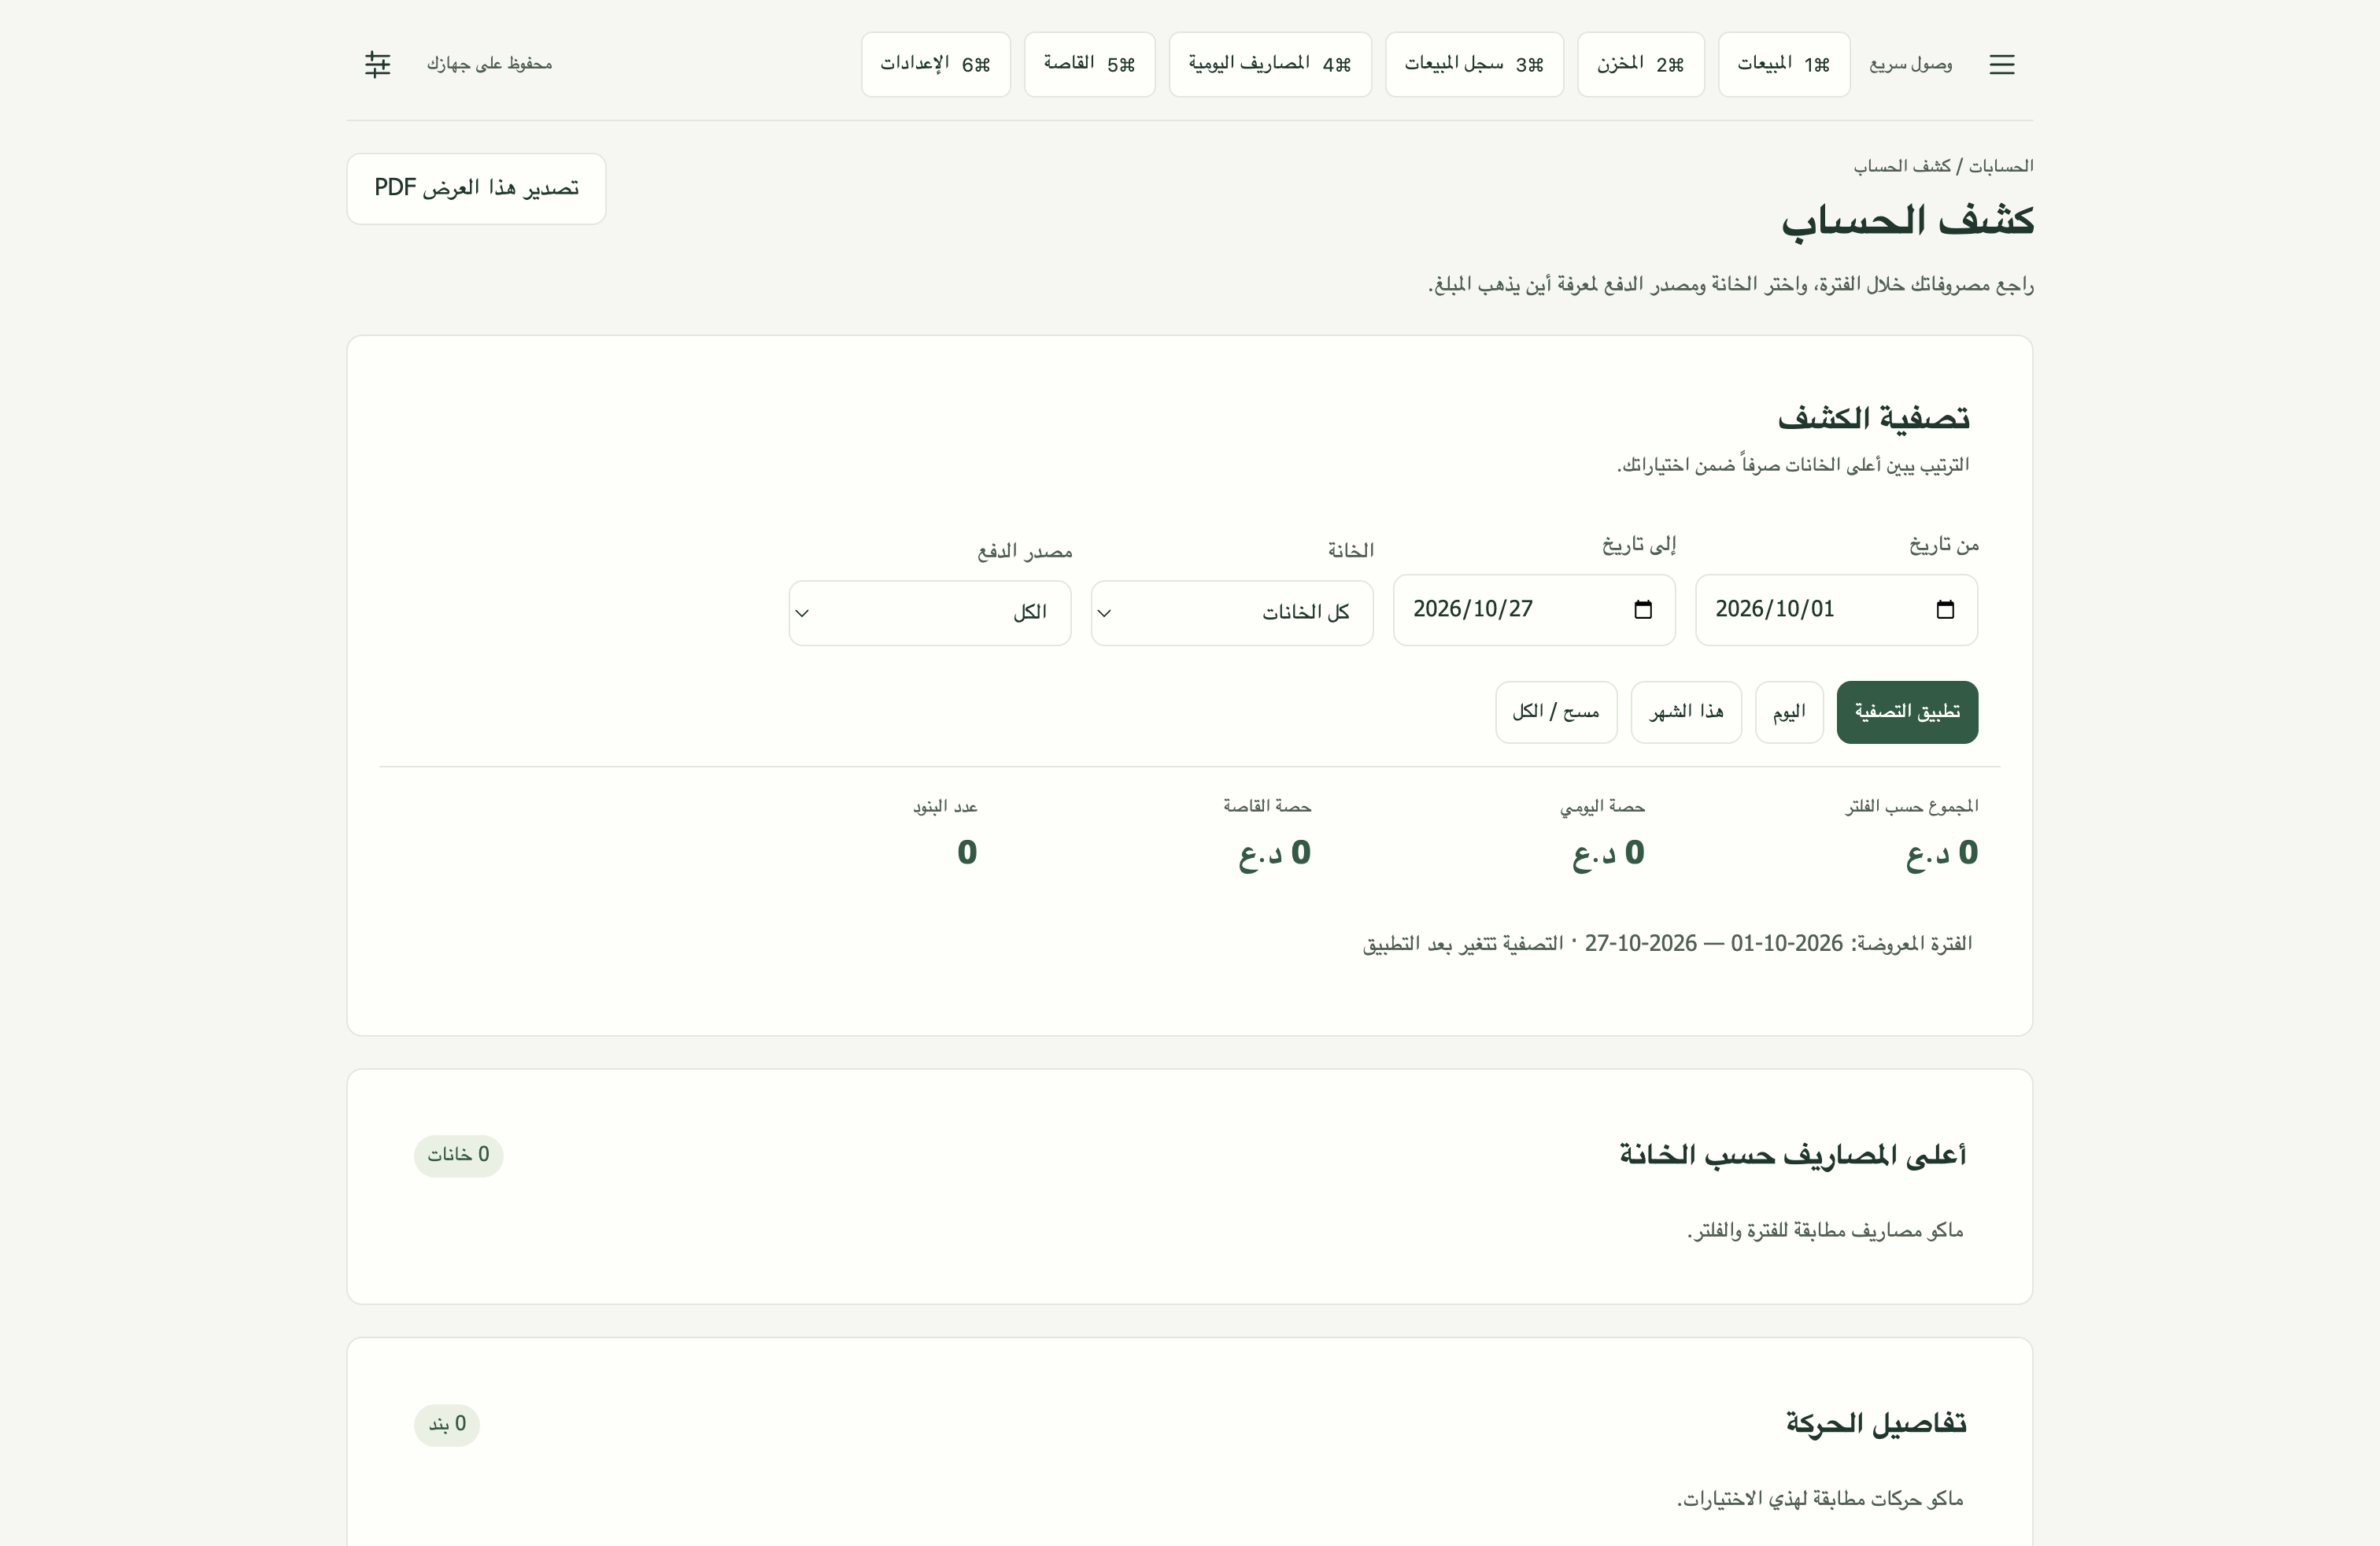 وصول سريع ⌘1 المبيعات ⌘2 المخزن ⌘3 سجل المبيعات ⌘4 المصاريف اليومية ⌘5 القاصة ⌘6 الإعدادات محفوظ على جهازك
الحسابات / كشف الحساب
كشف الحساب
تصدير هذا العرض PDF
راجع مصروفاتك خلال الفترة، واختر الخانة ومصدر الدفع لمعرفة أين يذهب المبلغ.
تصفية الكشف
الترتيب يبين أعلى الخانات صرفاً ضمن اختياراتك.
من تاريخ إلى تاريخ الخانة مصدر الدفع
2026/10/01 2026/10/27 كل الخانات الكل
تطبيق التصفية اليوم هذا الشهر مسح / الكل
المجموع حسب الفلتر حصة اليومي حصة القاصة عدد البنود
0 د.ع 0 د.ع 0 د.ع 0
الفترة المعروضة: 2026-10-01 — 2026-10-27 · التصفية تتغير بعد التطبيق
أعلى المصاريف حسب الخانة 0 خانات
ماكو مصاريف مطابقة للفترة والفلتر.
تفاصيل الحركة 0 بند
ماكو حركات مطابقة لهذي الاختيارات.